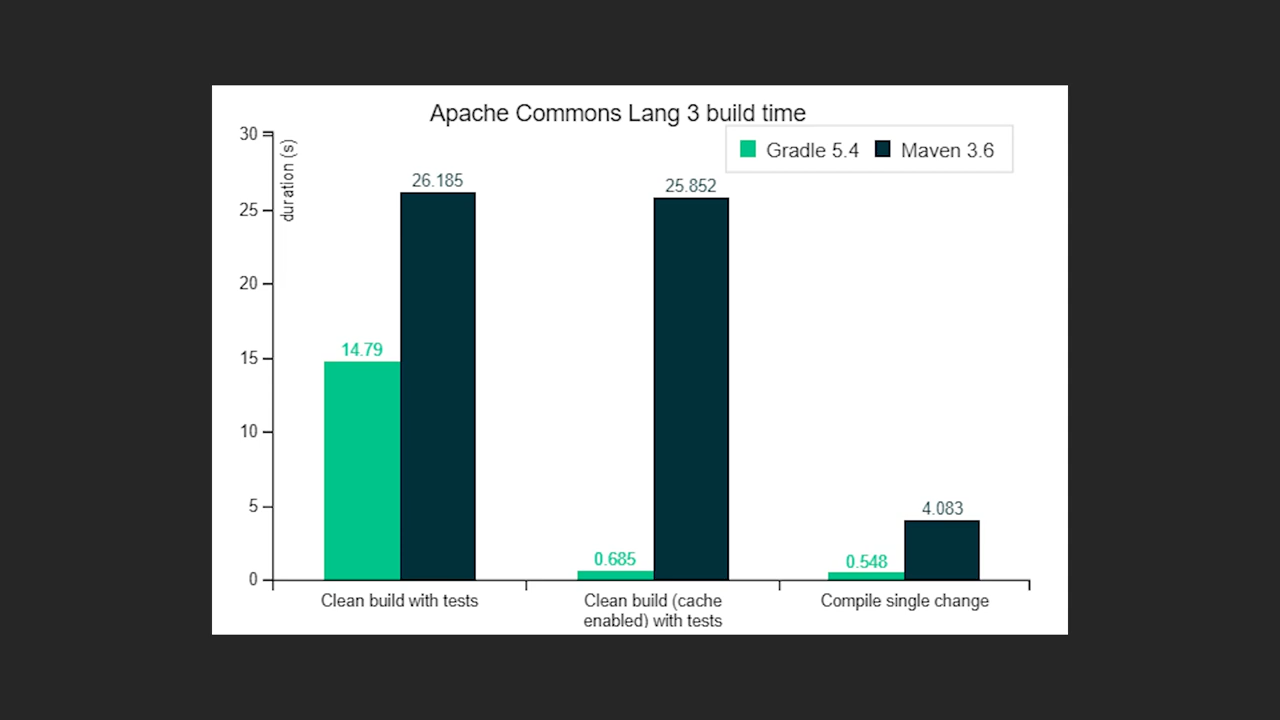 Apache Commons Lang 3 build time
Gradle 5.4 Maven 3.6
duration (s)
30
25
20
15
10
5
0
14.79
26.185
0.685
25.852
0.548
4.083
Clean build with tests
Clean build (cache
enabled) with tests
Compile single change